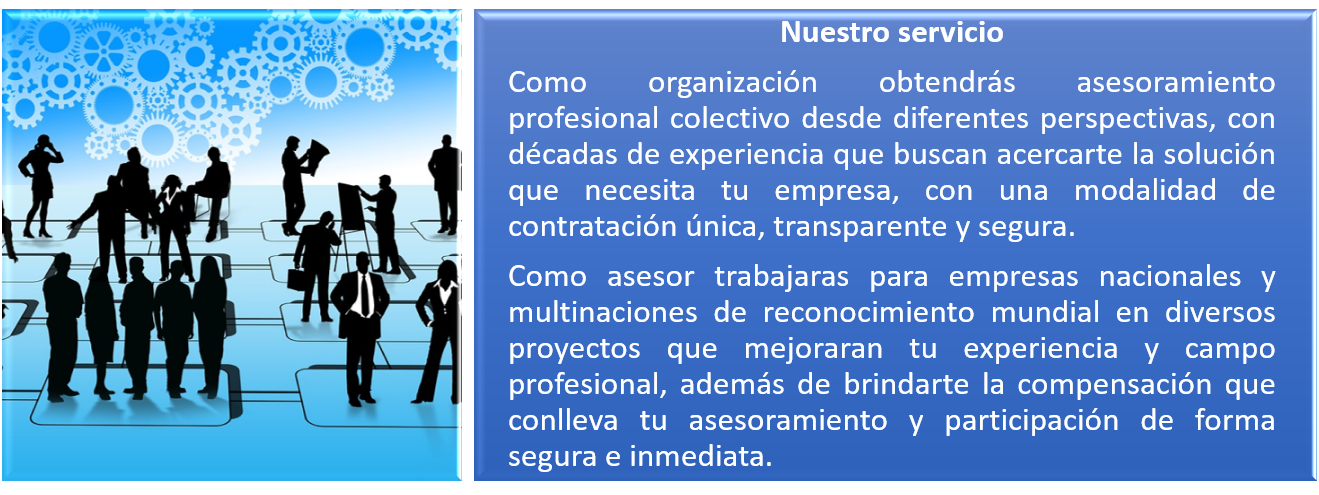 Nuestro servicio
Como organización obtendrás asesoramiento
profesional colectivo desde diferentes perspectivas, con
décadas de experiencia que buscan acercarte la solución
que necesita tu empresa, con una modalidad de
contratación única, transparente y segura.
Como asesor trabajaras para empresas nacionales y
multinaciones de reconocimiento mundial en diversos
proyectos que mejoraran tu experiencia y campo
profesional, además de brindarte la compensación que
conlleva tu asesoramiento y participación de forma
segura e inmediata.